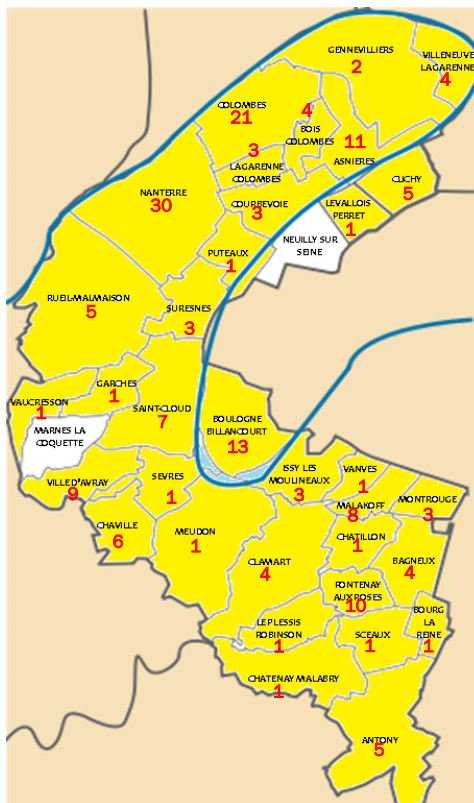 GENNEVILLIERS
2
VILLENEUVE
LAGARENNE
4
COLOMBES
21
4
BOIS
COLOMBES
11
ASNIERES
3
LAGARENNE
COLOMBES
CLICHY
5
NANTERRE
30
COURBEVOIE
3
LEVALLOIS
PERRET
1
NEUILLY SUR
SEINE
PUTEAUX
1
RUEIL-MALMAISON
5
SURESNES
3
GARCHES
1
VAUCRESSON
1
SAINT-CLOUD
7
MARNES LA
COQUETTE
BOULOGNE
BILLANCOURT
13
VILLE D'AVRAY
9
SEVRES
1
ISSY LES
MOULINEAUX
3
VANVES
1
MALAKOFF
8
MONTROUGE
3
CHAVILLE
6
MEUDON
1
CHATILLON
1
CLAMART
4
BAGNEUX
4
FONTENAY
AUX ROSES
10
BOURG
LA
REINE
1
LE PLESSIS
ROBINSON
1
SCEAUX
1
CHATENAY MALABRY
1
ANTONY
5